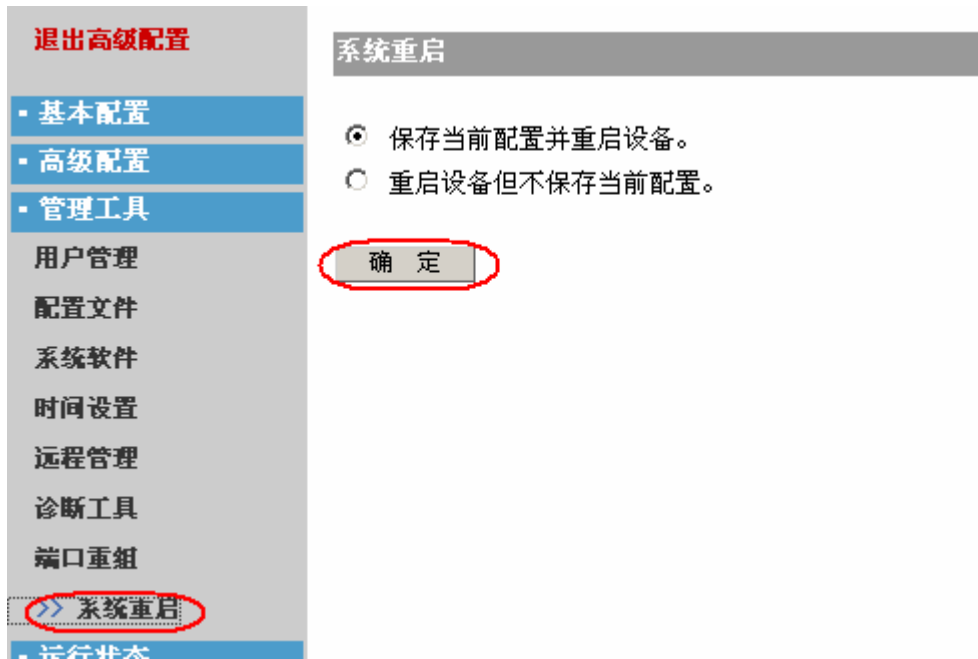 退出高级配置
▪ 基本配置
▪ 高级配置
▪ 管理工具
用户管理
配置文件
系统软件
时间设置
远程管理
诊断工具
端口重组
>> 系统重启
▪ 运行状态
系统重启
保存当前配置并重启设备。
重启设备但不保存当前配置。
确 定